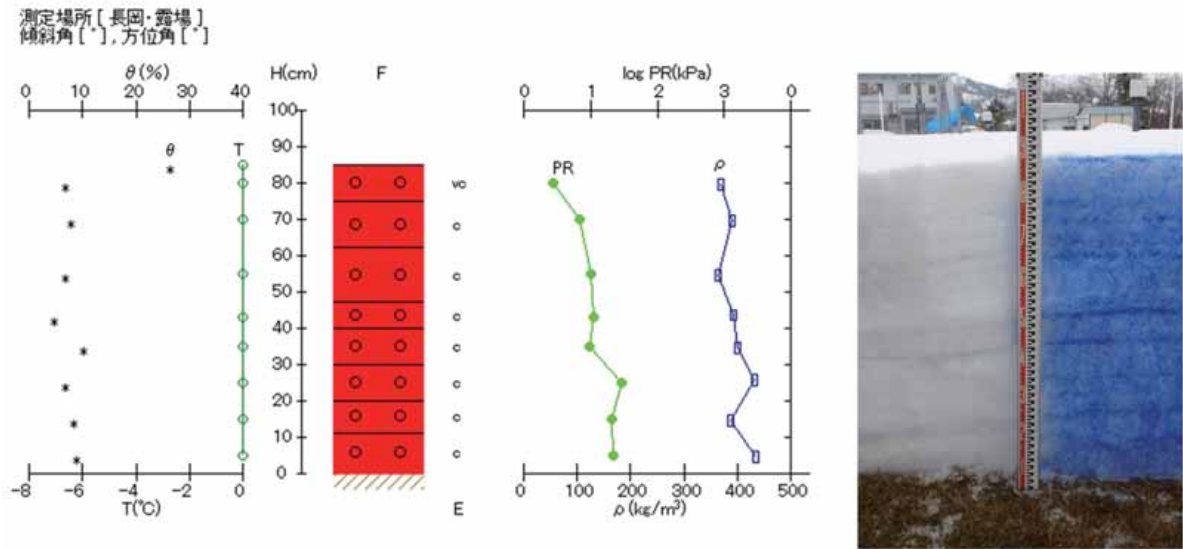 測定場所[ 長岡・露場 ]
傾斜角[ ° ], 方位角[ ° ]
θ(%)
0 10 20 30 40
H(cm)
F
log PR(kPa)
0 1 2 3 0
100
90
80
70
60
50
40
30
20
10
0
θ
T
vc
c
c
c
c
c
c
c
PR
ρ
-8 -6 -4 -2 0
T(℃)
E
0 100 200 300 400 500
ρ(kg/m³)